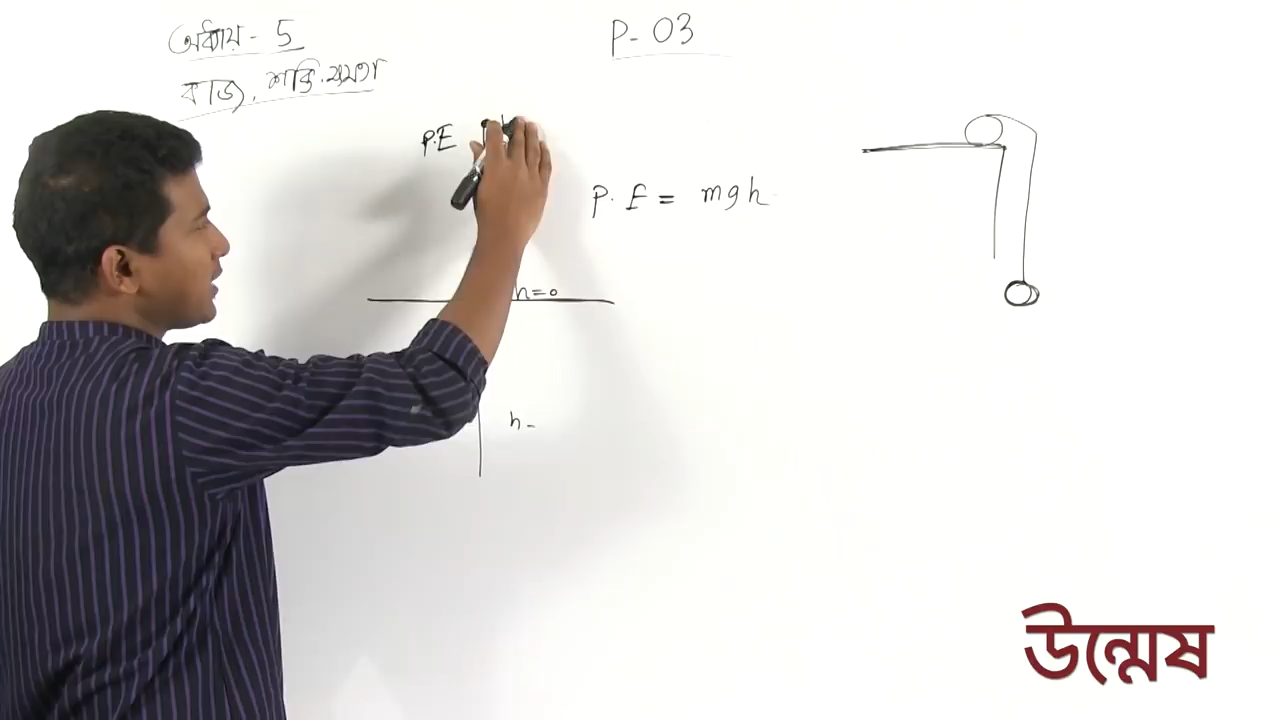 অধ্যায় - 5
কাজ, শক্তি, ক্ষমতা
P- 03
P.E
P. E = mgh
h=0
h -
উন্মেষ